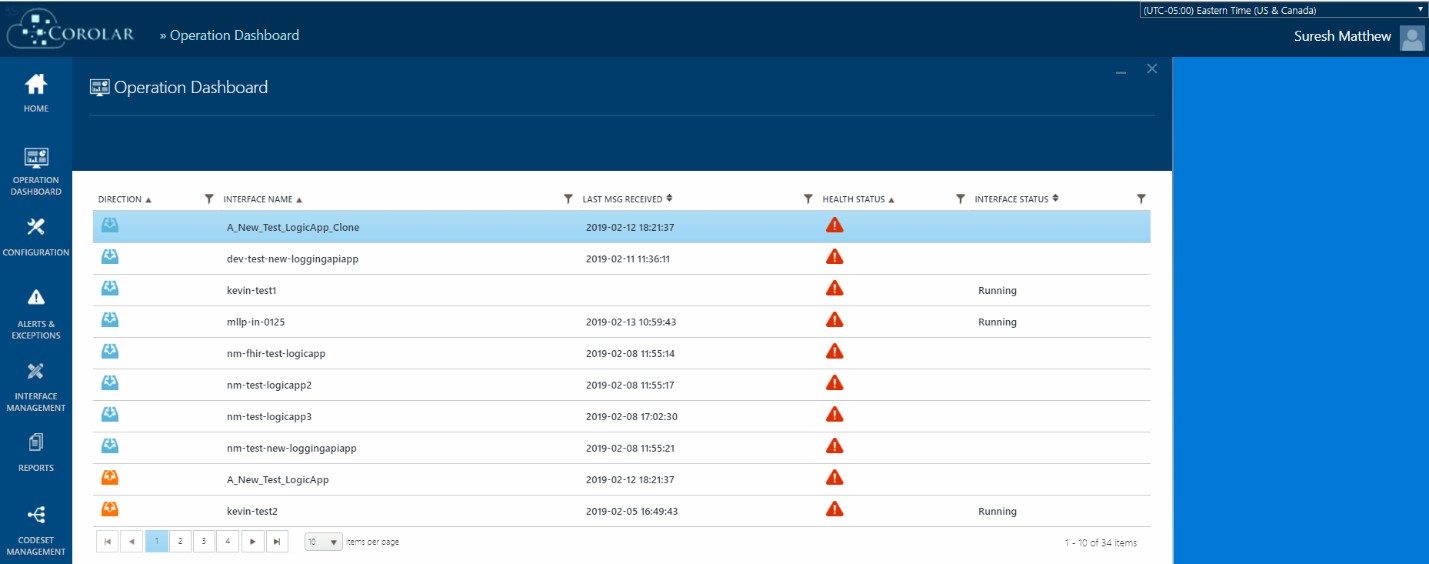 (UTC-05:00) Eastern Time (US & Canada)
COROLAR
» Operation Dashboard
Suresh Matthew
HOME
OPERATION
DASHBOARD
CONFIGURATION
ALERTS &
EXCEPTIONS
INTERFACE
MANAGEMENT
REPORTS
CODESET
MANAGEMENT
Operation Dashboard
DIRECTION INTERFACE NAME LAST MSG RECEIVED HEALTH STATUS INTERFACE STATUS
A_New_Test_LogicApp_Clone 2019-02-12 18:21:37
dev-test-new-loggingapiapp 2019-02-11 11:36:11
kevin-test1 Running
mllp-in-0125 2019-02-13 10:59:43 Running
nm-fhir-test-logicapp 2019-02-08 11:55:14
nm-test-logicapp2 2019-02-08 11:55:17
nm-test-logicapp3 2019-02-08 17:02:30
nm-test-new-loggingapiapp 2019-02-08 11:55:21
A_New_Test_LogicApp 2019-02-12 18:21:37
kevin-test2 2019-02-05 16:49:43 Running
1 2 3 4 10 items per page 1 - 10 of 34 items